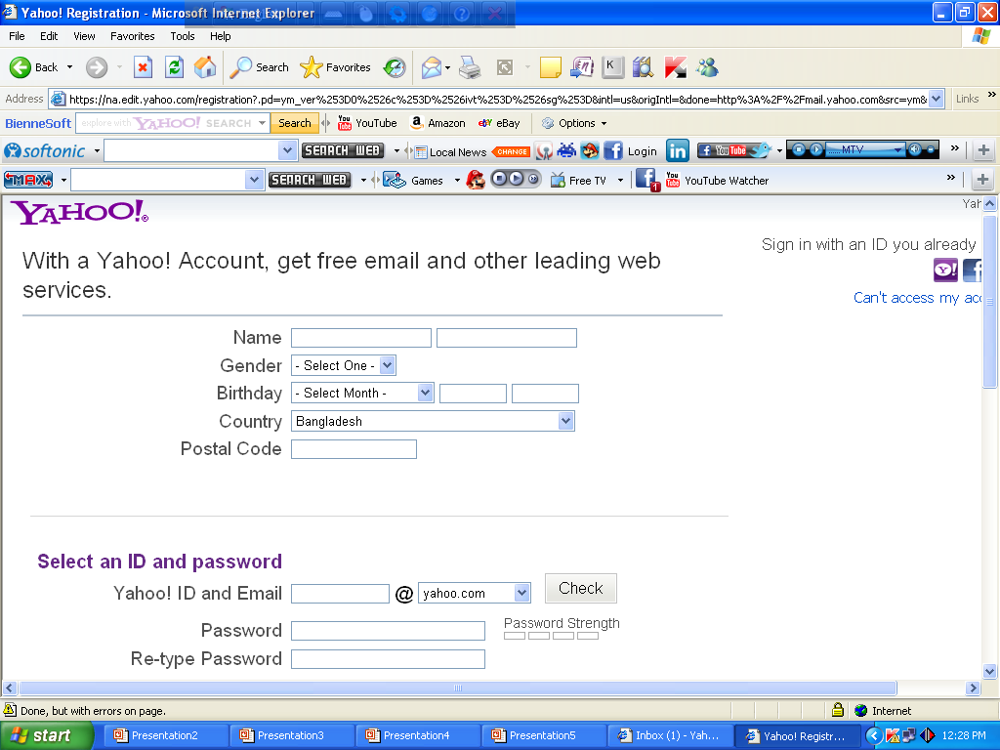 Yahoo! Registration - Microsoft Internet Explorer
File Edit View Favorites Tools Help
Back Search Favorites
Address https://na.edit.yahoo.com/registration?.pd=ym_ver%253D0%2526c%253D%2526ivt%253D%2526sg%253D&intl=us&origIntl=&done=http%3A%2F%2Fmail.yahoo.com&src=ym& Links »
BienneSoft explore with YAHOO! SEARCH Search YouTube Amazon eBay Options
softonic SEARCH WEB Local News CHANGE Login in f You Tube MTV »
MAX SEARCH WEB Games Free TV 1 YouTube Watcher »
YAHOO!® Yah
Sign in with an ID you already
With a Yahoo! Account, get free email and other leading web
services.
Y! f
Can't access my acc
Name
Gender - Select One -
Birthday - Select Month -
Country Bangladesh
Postal Code
Select an ID and password
Yahoo! ID and Email @ yahoo.com Check
Password Password Strength
Re-type Password
Done, but with errors on page. Internet
start Presentation2 Presentation3 Presentation4 Presentation5 Inbox (1) - Yah... Yahoo! Registr... 12:28 PM